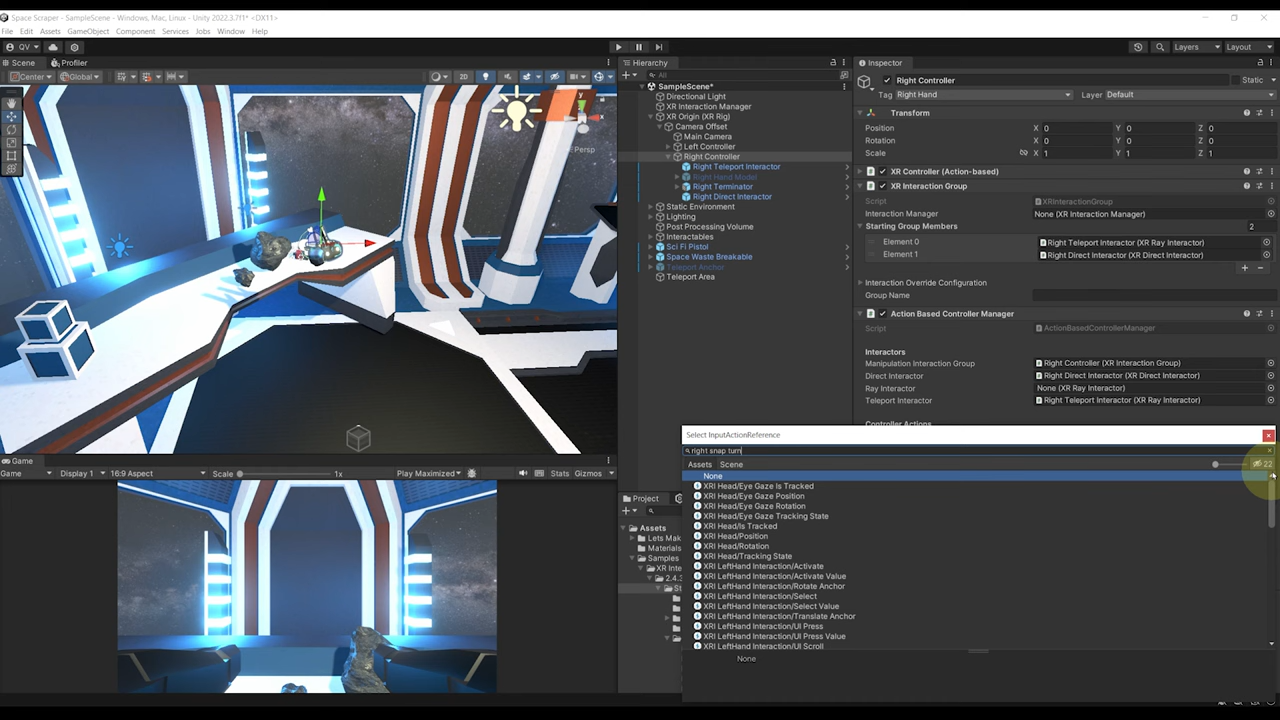 Space Scraper - SampleScene - Windows, Mac, Linux - Unity 2022.3.7f1* <DX11>
File Edit Assets GameObject Component Services Jobs Window Help
QV Layers Layout
Scene Profiler
Center Global 2D
y
x
Persp
Hierarchy
All
SampleScene*
Directional Light
XR Interaction Manager
XR Origin (XR Rig)
Camera Offset
Main Camera
Left Controller
Right Controller
Right Teleport Interactor
Right Hand Model
Right Terminator
Right Direct Interactor
Static Environment
Lighting
Post Processing Volume
Interactables
Sci Fi Pistol
Space Waste Breakable
Teleport Anchor
Teleport Area
Inspector
Right Controller Static
Tag Right Hand Layer Default
Transform
Position X 0 Y 0 Z 0
Rotation X 0 Y 0 Z 0
Scale X 1 Y 1 Z 1
XR Controller (Action-based)
XR Interaction Group
Script XRInteractionGroup
Interaction Manager None (XR Interaction Manager)
Starting Group Members 2
Element 0 Right Teleport Interactor (XR Ray Interactor)
Element 1 Right Direct Interactor (XR Direct Interactor)
Interaction Override Configuration
Group Name
Action Based Controller Manager
Script ActionBasedControllerManager
Interactors
Manipulation Interaction Group Right Controller (XR Interaction Group)
Direct Interactor Right Direct Interactor (XR Direct Interactor)
Ray Interactor None (XR Ray Interactor)
Teleport Interactor Right Teleport Interactor (XR Ray Interactor)
Controller Actions
Game
Game Display 1 16:9 Aspect Scale 1x Play Maximized Stats Gizmos
Project
Assets
Lets Mak
Materials
Samples
XR Inte
2.4.3
St
Select InputActionReference
right snap turn
Assets Scene 22
None
XRI Head/Eye Gaze Is Tracked
XRI Head/Eye Gaze Position
XRI Head/Eye Gaze Rotation
XRI Head/Eye Gaze Tracking State
XRI Head/Is Tracked
XRI Head/Position
XRI Head/Rotation
XRI Head/Tracking State
XRI LeftHand Interaction/Activate
XRI LeftHand Interaction/Activate Value
XRI LeftHand Interaction/Rotate Anchor
XRI LeftHand Interaction/Select
XRI LeftHand Interaction/Select Value
XRI LeftHand Interaction/Translate Anchor
XRI LeftHand Interaction/UI Press
XRI LeftHand Interaction/UI Press Value
XRI LeftHand Interaction/UI Scroll
None